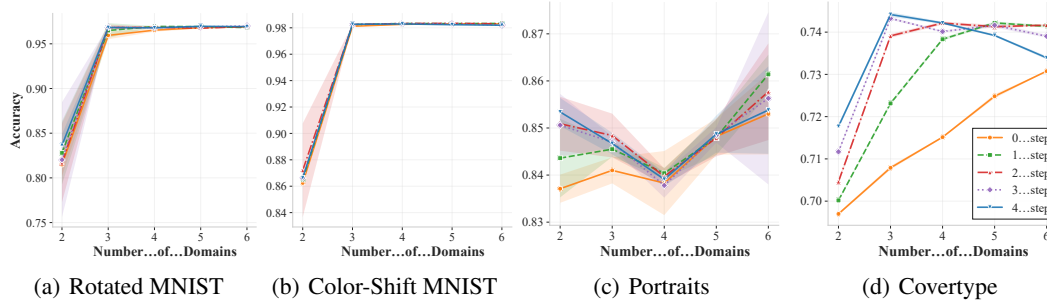 Accuracy
0.95
0.90
0.85
0.80
0.75
2 3 4 5 6
Number...of...Domains
(a) Rotated MNIST
0.98
0.96
0.94
0.92
0.90
0.88
0.86
0.84
2 3 4 5 6
Number...of...Domains
(b) Color-Shift MNIST
0.87
0.86
0.85
0.84
0.83
2 3 4 5 6
Number...of...Domains
(c) Portraits
0.74
0.73
0.72
0.71
0.70
2 3 4 5 6
Number...of...Domains
0...step
1...step
2...step
3...step
4...step
(d) Covertype